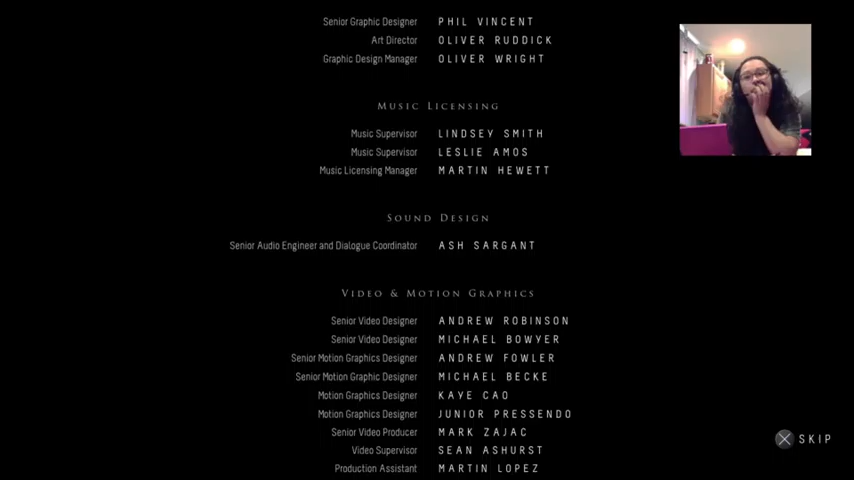 Senior Graphic Designer PHIL VINCENT
Art Director OLIVER RUDDICK
Graphic Design Manager OLIVER WRIGHT
MUSIC LICENSING
Music Supervisor LINDSEY SMITH
Music Supervisor LESLIE AMOS
Music Licensing Manager MARTIN HEWETT
SOUND DESIGN
Senior Audio Engineer and Dialogue Coordinator ASH SARGANT
VIDEO & MOTION GRAPHICS
Senior Video Designer ANDREW ROBINSON
Senior Video Designer MICHAEL BOWYER
Senior Motion Graphics Designer ANDREW FOWLER
Senior Motion Graphic Designer MICHAEL BECKE
Motion Graphics Designer KAYE CAO
Motion Graphics Designer JUNIOR PRESSENDO
Senior Video Producer MARK ZAJAC
Video Supervisor SEAN ASHURST
Production Assistant MARTIN LOPEZ
SKIP